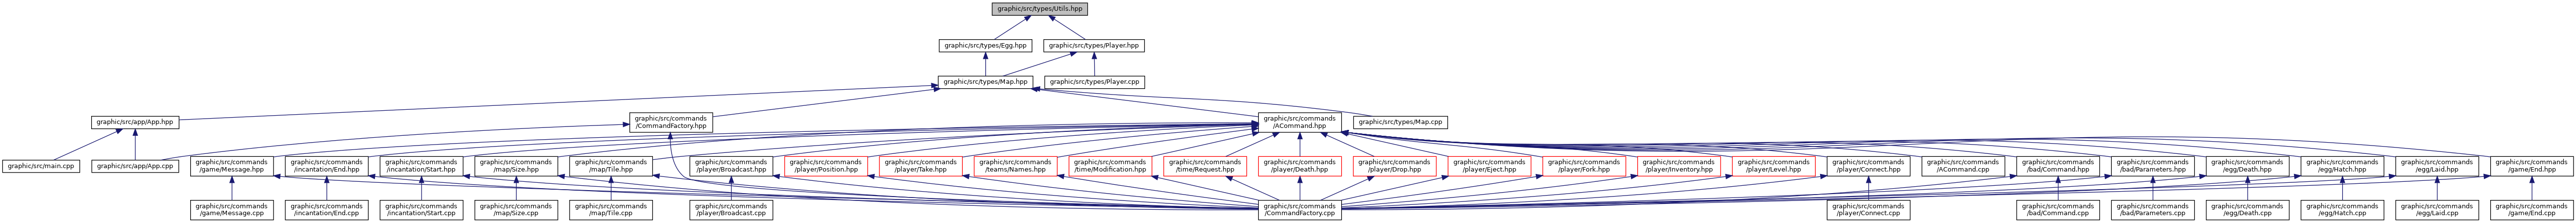 graphic/src/types/Utils.hpp
graphic/src/types/Egg.hpp
graphic/src/types/Player.hpp
graphic/src/types/Map.hpp
graphic/src/types/Player.cpp
graphic/src/app/App.hpp
graphic/src/commands
/CommandFactory.hpp
graphic/src/commands
/ACommand.hpp
graphic/src/types/Map.cpp
graphic/src/main.cpp
graphic/src/app/App.cpp
graphic/src/commands
/game/Message.hpp
graphic/src/commands
/incantation/End.hpp
graphic/src/commands
/incantation/Start.hpp
graphic/src/commands
/map/Size.hpp
graphic/src/commands
/map/Tile.hpp
graphic/src/commands
/player/Broadcast.hpp
graphic/src/commands
/player/Position.hpp
graphic/src/commands
/player/Take.hpp
graphic/src/commands
/teams/Names.hpp
graphic/src/commands
/time/Modification.hpp
graphic/src/commands
/time/Request.hpp
graphic/src/commands
/player/Death.hpp
graphic/src/commands
/player/Drop.hpp
graphic/src/commands
/player/Eject.hpp
graphic/src/commands
/player/Fork.hpp
graphic/src/commands
/player/Inventory.hpp
graphic/src/commands
/player/Level.hpp
graphic/src/commands
/player/Connect.hpp
graphic/src/commands
/ACommand.cpp
graphic/src/commands
/bad/Command.hpp
graphic/src/commands
/bad/Parameters.hpp
graphic/src/commands
/egg/Death.hpp
graphic/src/commands
/egg/Hatch.hpp
graphic/src/commands
/egg/Laid.hpp
graphic/src/commands
/game/End.hpp
graphic/src/commands
/game/Message.cpp
graphic/src/commands
/incantation/End.cpp
graphic/src/commands
/incantation/Start.cpp
graphic/src/commands
/map/Size.cpp
graphic/src/commands
/map/Tile.cpp
graphic/src/commands
/player/Broadcast.cpp
graphic/src/commands
/CommandFactory.cpp
graphic/src/commands
/player/Connect.cpp
graphic/src/commands
/bad/Command.cpp
graphic/src/commands
/bad/Parameters.cpp
graphic/src/commands
/egg/Death.cpp
graphic/src/commands
/egg/Hatch.cpp
graphic/src/commands
/egg/Laid.cpp
graphic/src/commands
/game/End.cpp